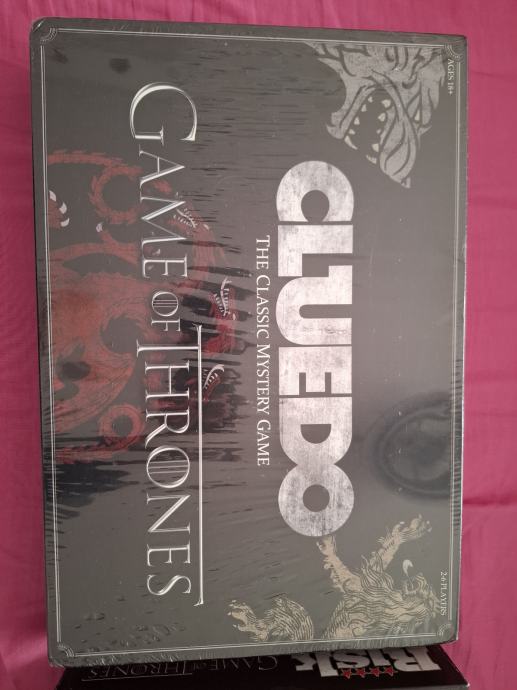 AGES 18+
CLUEDO
THE CLASSIC MYSTERY GAME
GAME OF THRONES
2-6 PLAYERS
RISK
GAME OF THRONES